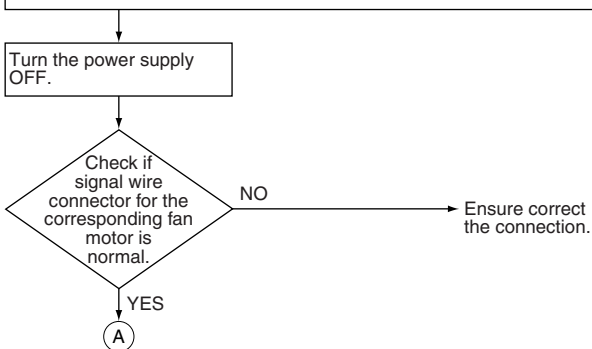 Turn the power supply
OFF.
Check if
signal wire
connector for the
corresponding fan
motor is
normal.
NO
Ensure correct
the connection.
YES
A